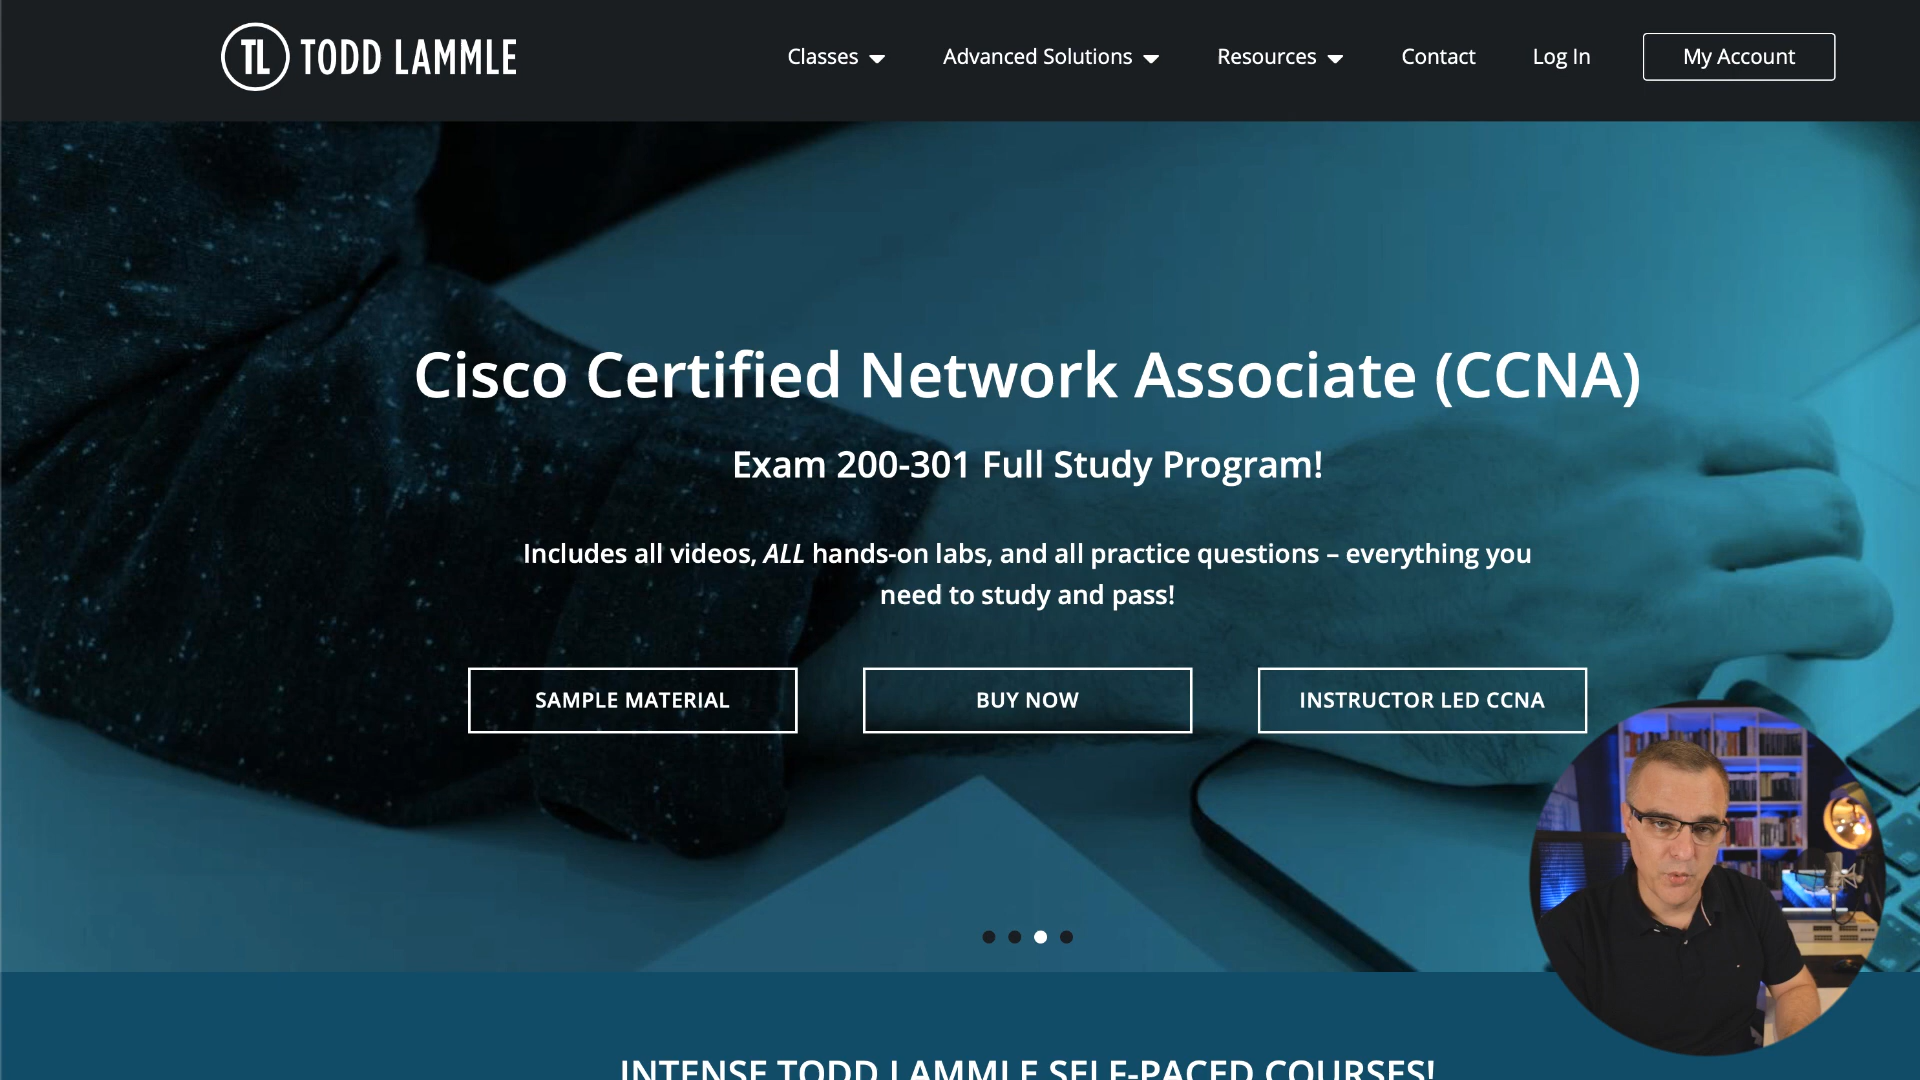 TL TODD LAMMLE
Classes
Advanced Solutions
Resources
Contact
Log In
My Account
Cisco Certified Network Associate (CCNA)
Exam 200-301 Full Study Program!
Includes all videos, ALL hands-on labs, and all practice questions – everything you
need to study and pass!
SAMPLE MATERIAL
BUY NOW
INSTRUCTOR LED CCNA
INTENSE TODD LAMMLE SELF-PACED COURSES!